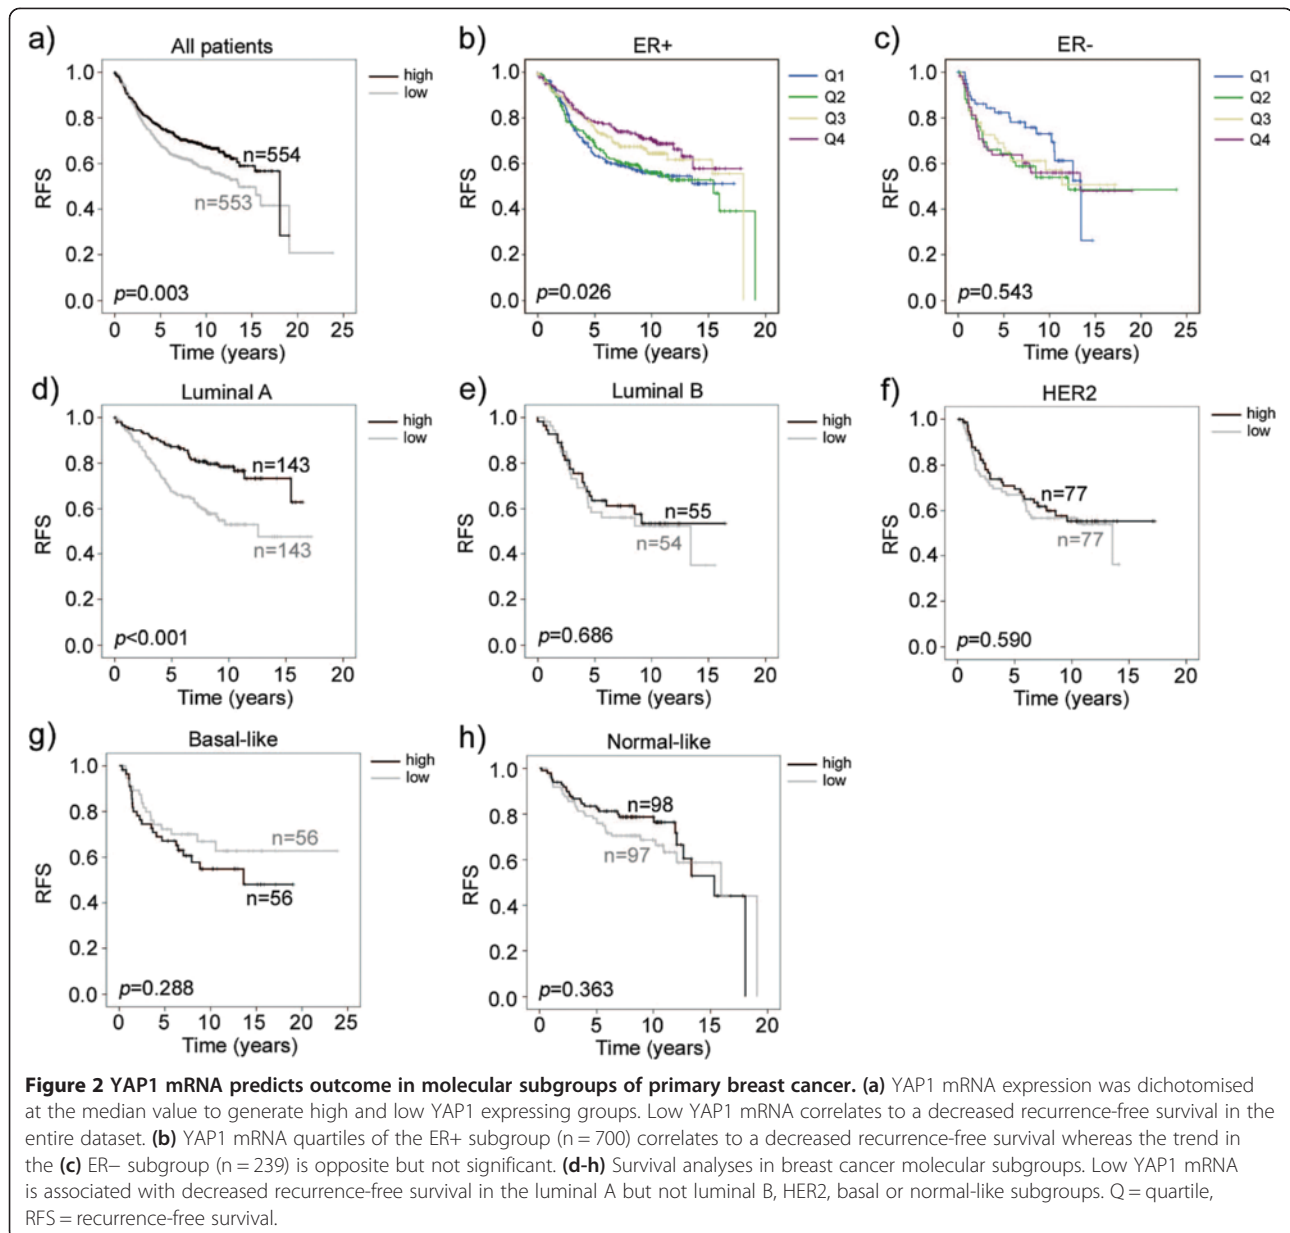 a)
All patients
1.0
0.8
0.6
0.4
0.2
0.0
RFS
high
low
n=554
n=553
p=0.003
0 5 10 15 20 25
Time (years)
b)
ER+
1.0
0.8
0.6
0.4
0.2
0.0
RFS
Q1
Q2
Q3
Q4
p=0.026
0 5 10 15 20
Time (years)
c)
ER-
1.0
0.8
0.6
0.4
0.2
0.0
RFS
Q1
Q2
Q3
Q4
p=0.543
0 5 10 15 20 25
Time (years)
d)
Luminal A
1.0
0.8
0.6
0.4
0.2
0.0
RFS
high
low
n=143
n=143
p<0.001
0 5 10 15 20
Time (years)
e)
Luminal B
1.0
0.8
0.6
0.4
0.2
0.0
RFS
high
low
n=55
n=54
p=0.686
0 5 10 15 20
Time (years)
f)
HER2
1.0
0.8
0.6
0.4
0.2
0.0
RFS
high
low
n=77
n=77
p=0.590
0 5 10 15 20
Time (years)
g)
Basal-like
1.0
0.8
0.6
0.4
0.2
0.0
RFS
high
low
n=56
n=56
p=0.288
0 5 10 15 20 25
Time (years)
h)
Normal-like
1.0
0.8
0.6
0.4
0.2
0.0
RFS
high
low
n=98
n=97
p=0.363
0 5 10 15 20
Time (years)
Figure 2 YAP1 mRNA predicts outcome in molecular subgroups of primary breast cancer. (a) YAP1 mRNA expression was dichotomised
at the median value to generate high and low YAP1 expressing groups. Low YAP1 mRNA correlates to a decreased recurrence-free survival in the
entire dataset. (b) YAP1 mRNA quartiles of the ER+ subgroup (n = 700) correlates to a decreased recurrence-free survival whereas the trend in
the (c) ER− subgroup (n = 239) is opposite but not significant. (d-h) Survival analyses in breast cancer molecular subgroups. Low YAP1 mRNA
is associated with decreased recurrence-free survival in the luminal A but not luminal B, HER2, basal or normal-like subgroups. Q = quartile,
RFS = recurrence-free survival.